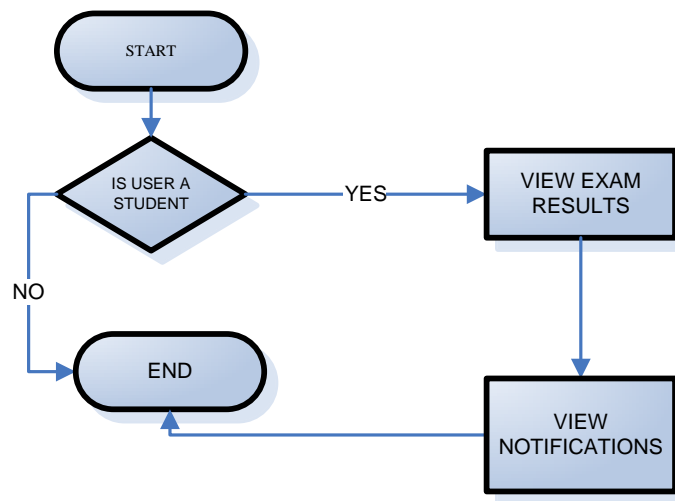 START
IS USER A
STUDENT
YES
VIEW EXAM
RESULTS
NO
END
VIEW
NOTIFICATIONS